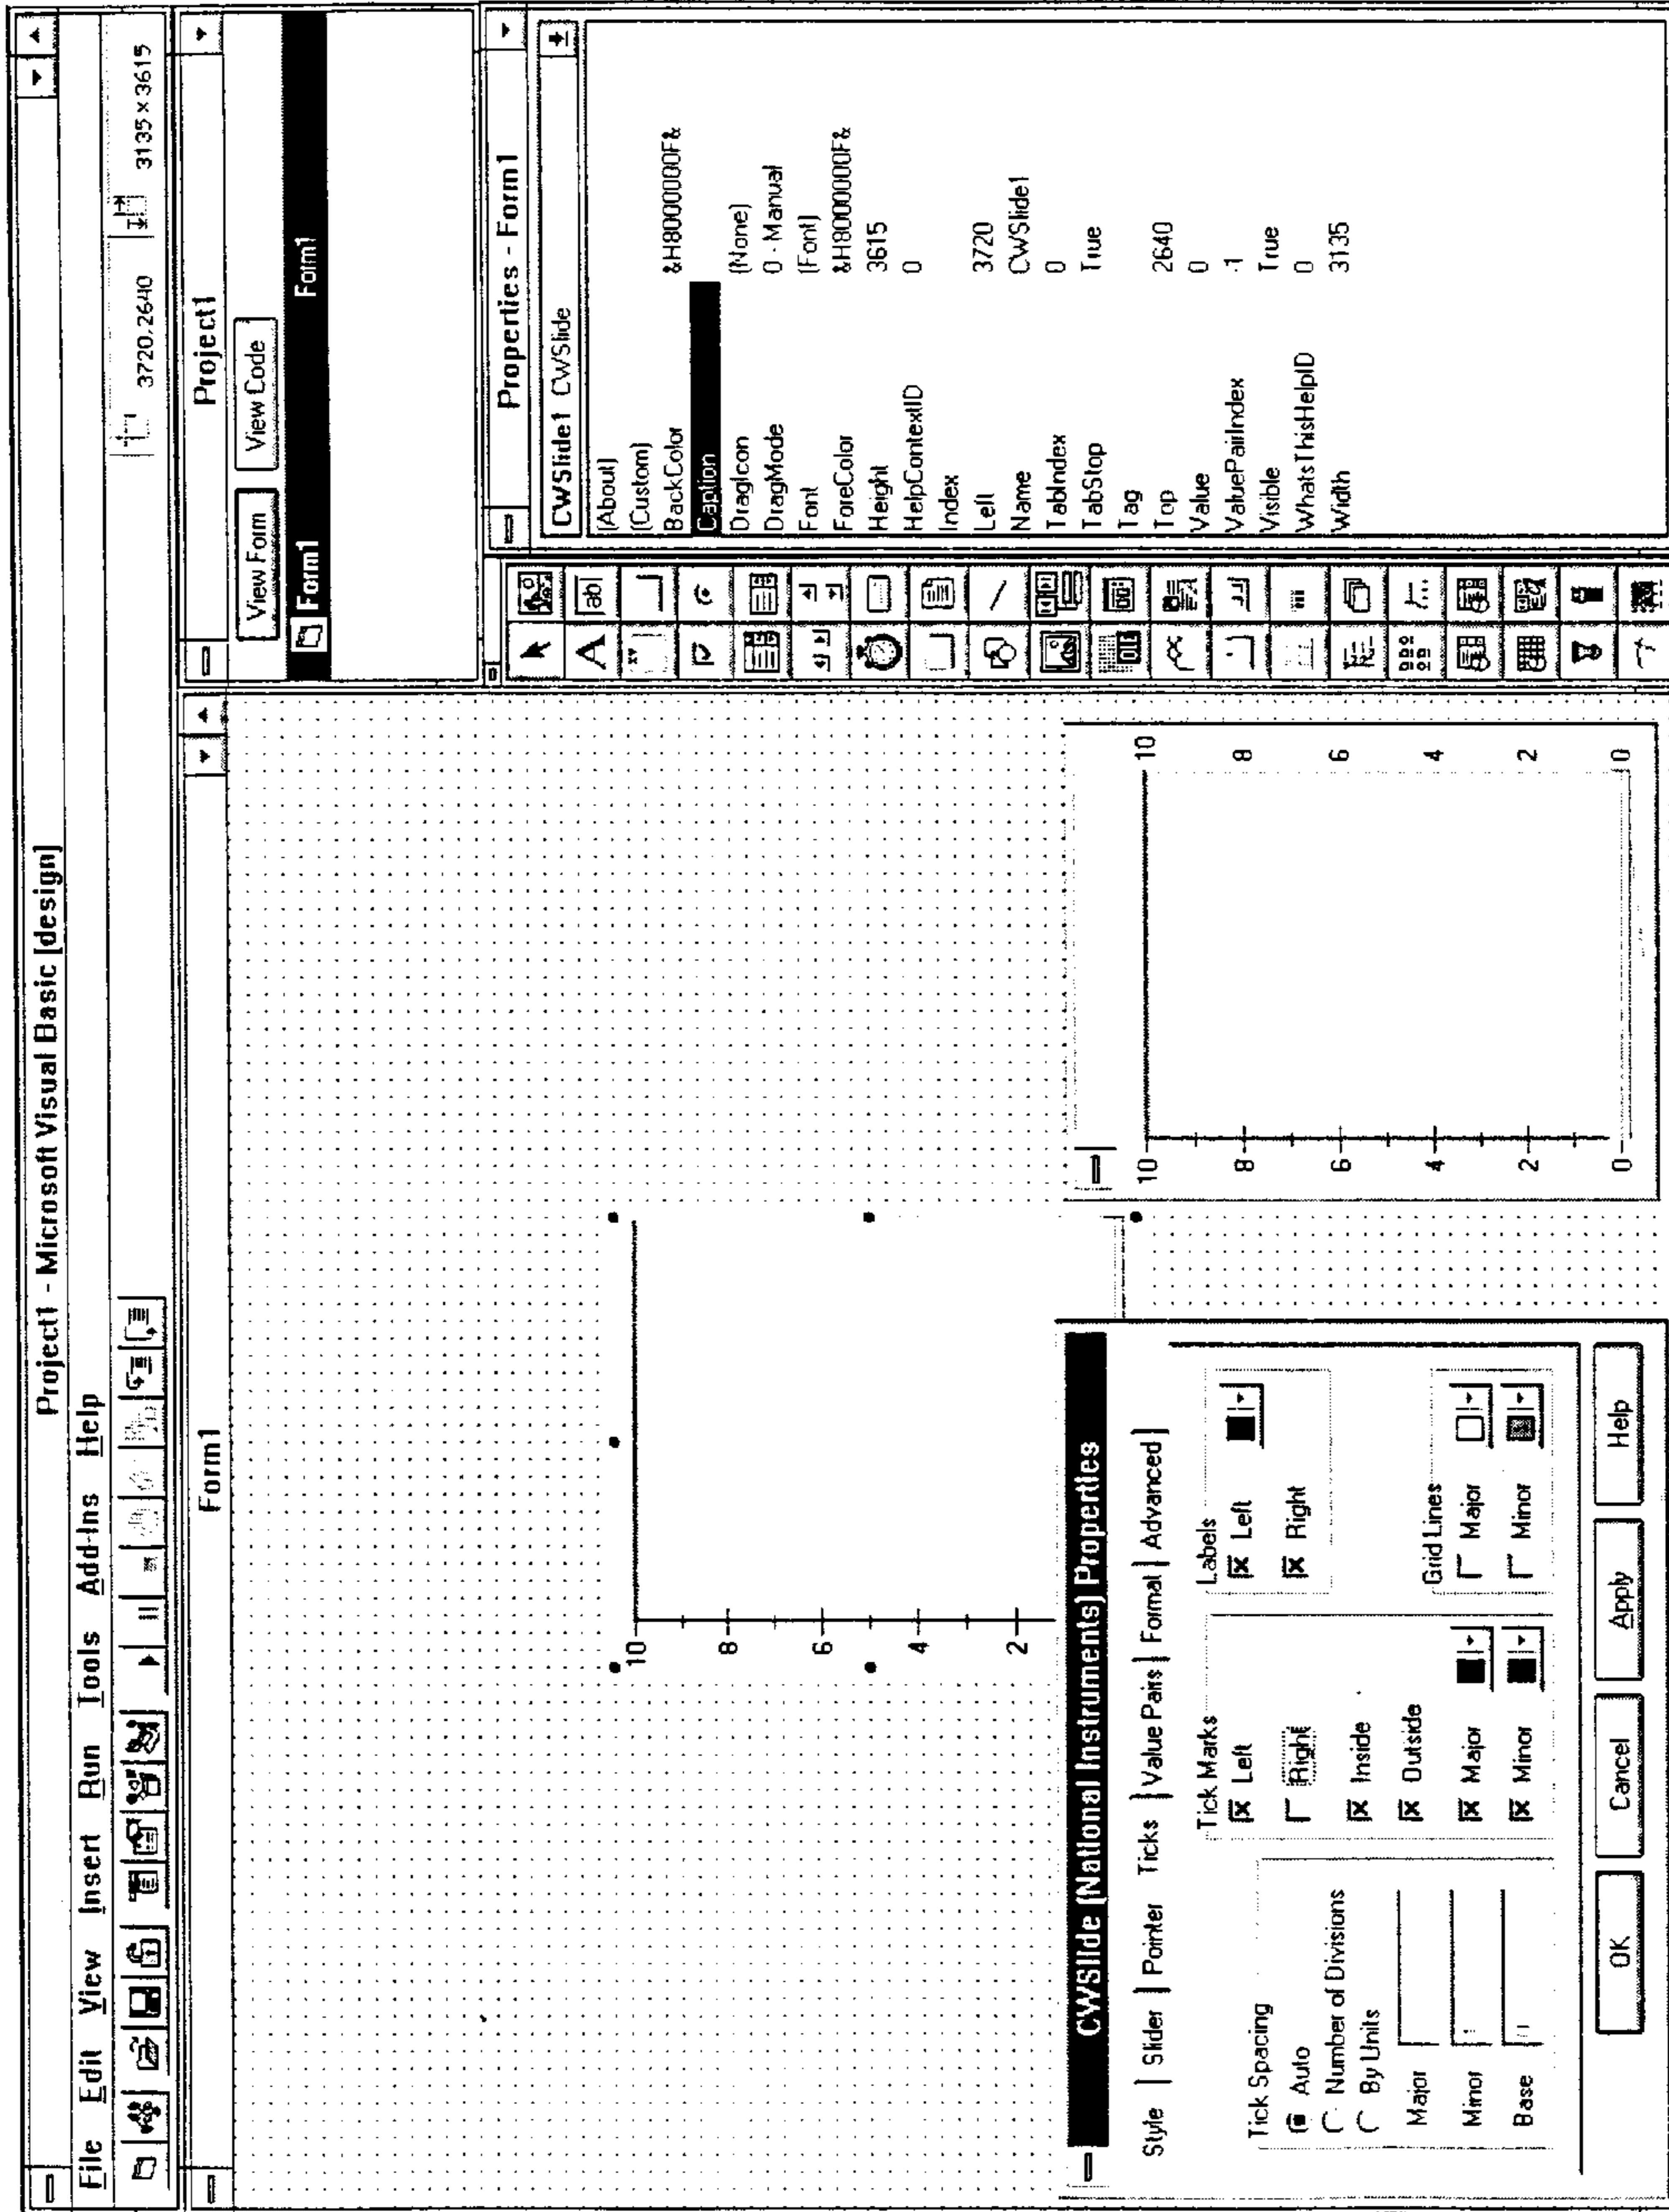 Project1 - Microsoft Visual Basic [design]
File Edit View Insert Run Tools Add-Ins Help
3720,2640 3135 x 3615
Form1
10
8
6
4
2
10 10
8 8
6 6
4 4
2 2
0 0
CWSlide (National Instruments) Properties
Style Slider Pointer Ticks Value Pairs Format Advanced
Tick Spacing
Auto
Number of Divisions
By Units
Major
Minor
Base
Tick Marks
Left
Right
Inside
Outside
Major
Minor
Labels
Left
Right
Grid Lines
Major
Minor
OK Cancel Apply Help
Project1
View Form View Code
Form1 Form1
Properties - Form1
CWSlide1 CWSlide
(About)
(Custom)
BackColor &H8000000F&
Caption
DragIcon (None)
DragMode 0 - Manual
Font (Font)
ForeColor &H8000000F&
Height 3615
HelpContextID 0
Index
Left 3720
Name CWSlide1
TabIndex 0
TabStop True
Tag
Top 2640
Value 0
ValuePairIndex -1
Visible True
WhatsThisHelpID 0
Width 3135